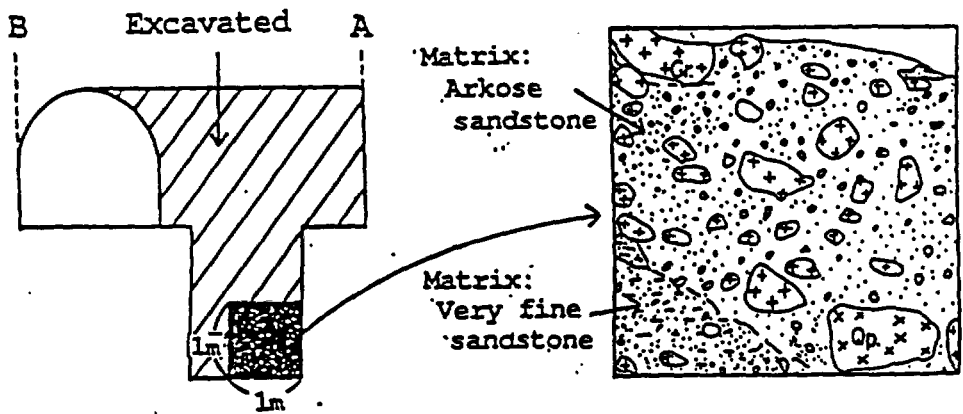 B
Excavated
A
Matrix:
Arkose
sandstone
Matrix:
Very fine
sandstone
1m
1m
Gr
Qp